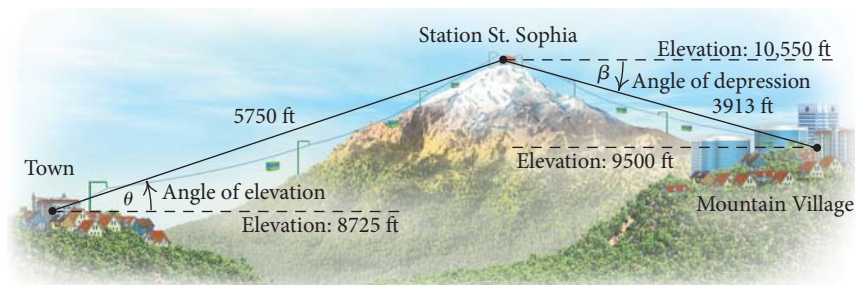 Station St. Sophia
Elevation: 10,550 ft
β
Angle of depression
3913 ft
5750 ft
Town
Elevation: 9500 ft
θ
Angle of elevation
Mountain Village
Elevation: 8725 ft